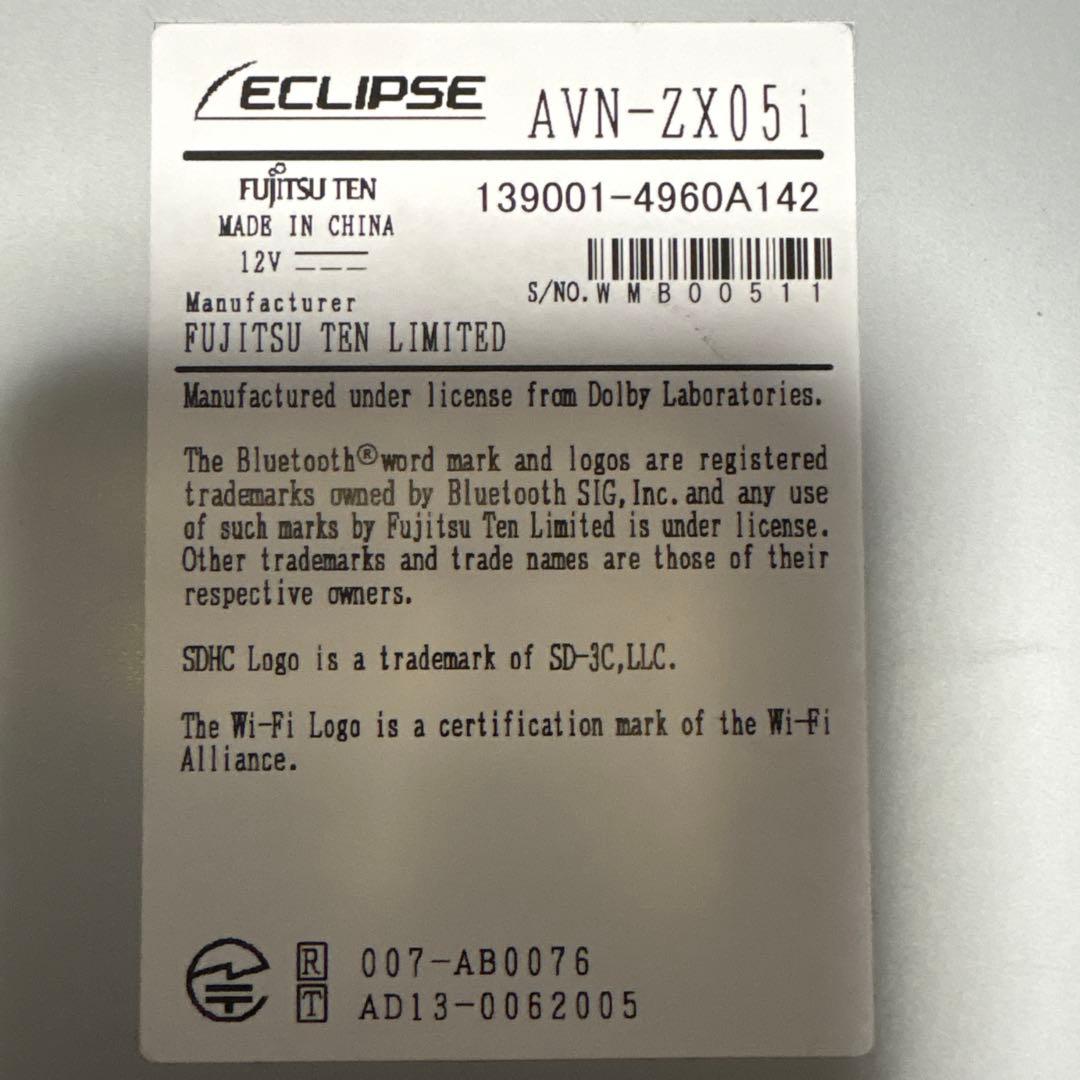 ECLIPSE AVN-ZX05i
FUJITSU TEN
139001-4960A142
MADE IN CHINA
12V
S/NO. WMB00511
Manufacturer
FUJITSU TEN LIMITED
Manufactured under license from Dolby Laboratories.
The Bluetooth® word mark and logos are registered
trademarks owned by Bluetooth SIG, Inc. and any use
of such marks by Fujitsu Ten Limited is under license.
Other trademarks and trade names are those of their
respective owners.
SDHC Logo is a trademark of SD-3C, LLC.
The Wi-Fi Logo is a certification mark of the Wi-Fi
Alliance.
R 007-AB0076
T AD13-0062005